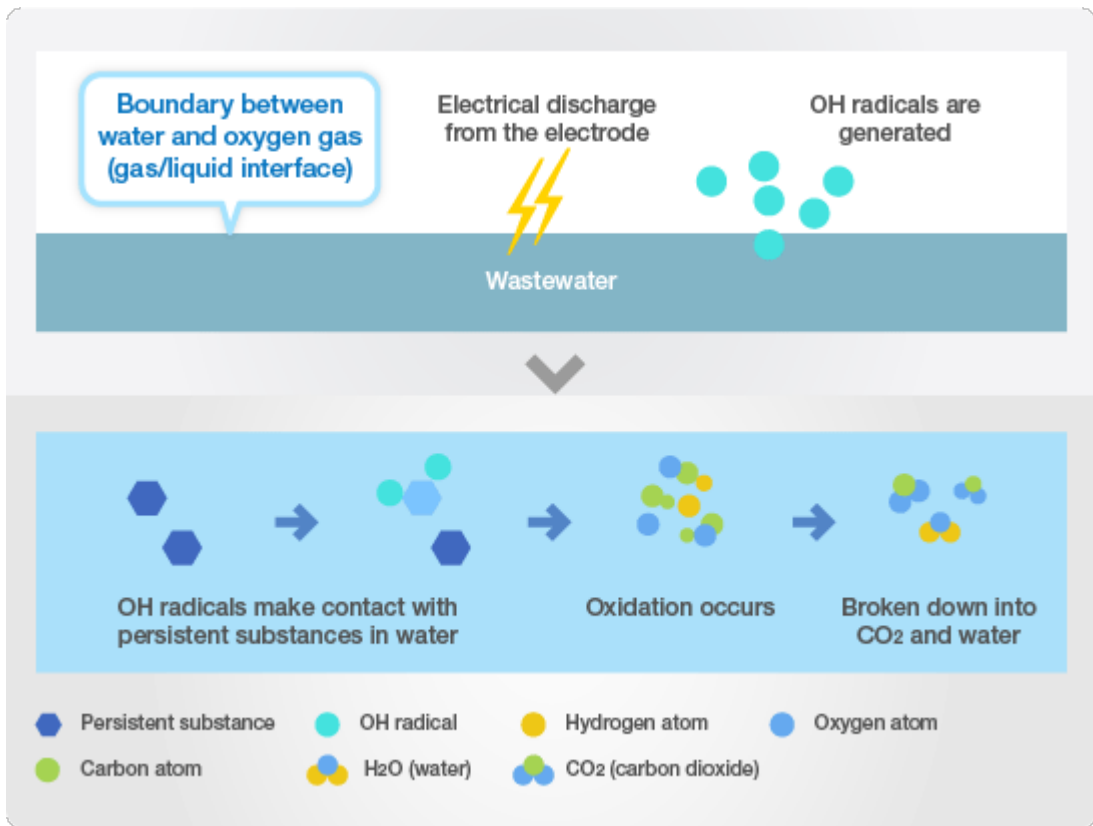 Boundary between
water and oxygen gas
(gas/liquid interface)
Electrical discharge
from the electrode
OH radicals are
generated
Wastewater
OH radicals make contact with
persistent substances in water
Oxidation occurs
Broken down into
CO2 and water
Persistent substance
OH radical
Hydrogen atom
Oxygen atom
Carbon atom
H2O (water)
CO2 (carbon dioxide)